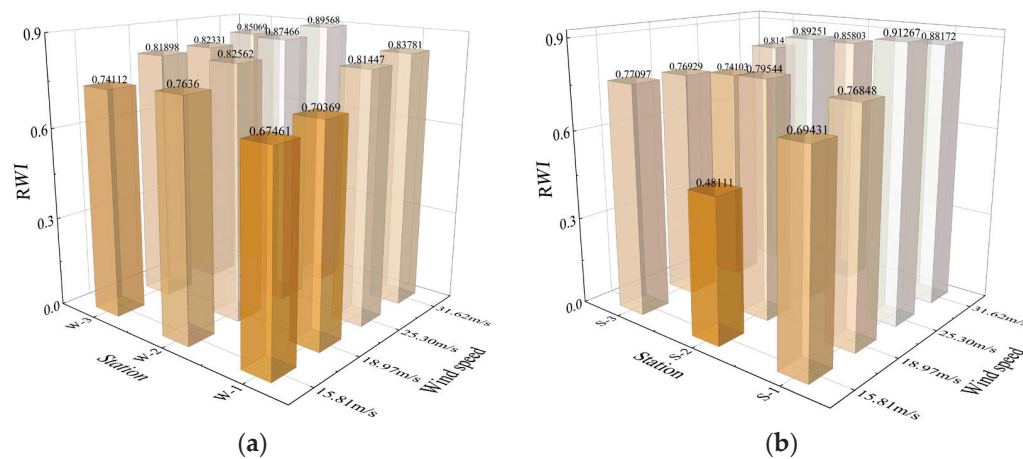 0.9
0.6
0.3
0.0
RWI
0.74112
0.81898
0.82331
0.85069
0.7636
0.82562
0.87466
0.89568
0.67461
0.70369
0.81447
0.83781
W-3
W-2
W-1
Station
15.81m/s
18.97m/s
25.30m/s
31.62m/s
Wind speed
(a)
0.9
0.6
0.3
0.0
RWI
0.77097
0.76929
0.74103
0.814
0.48111
0.79544
0.89251
0.85803
0.69431
0.76848
0.91267
0.88172
S-3
S-2
S-1
Station
15.81m/s
18.97m/s
25.30m/s
31.62m/s
Wind speed
(b)